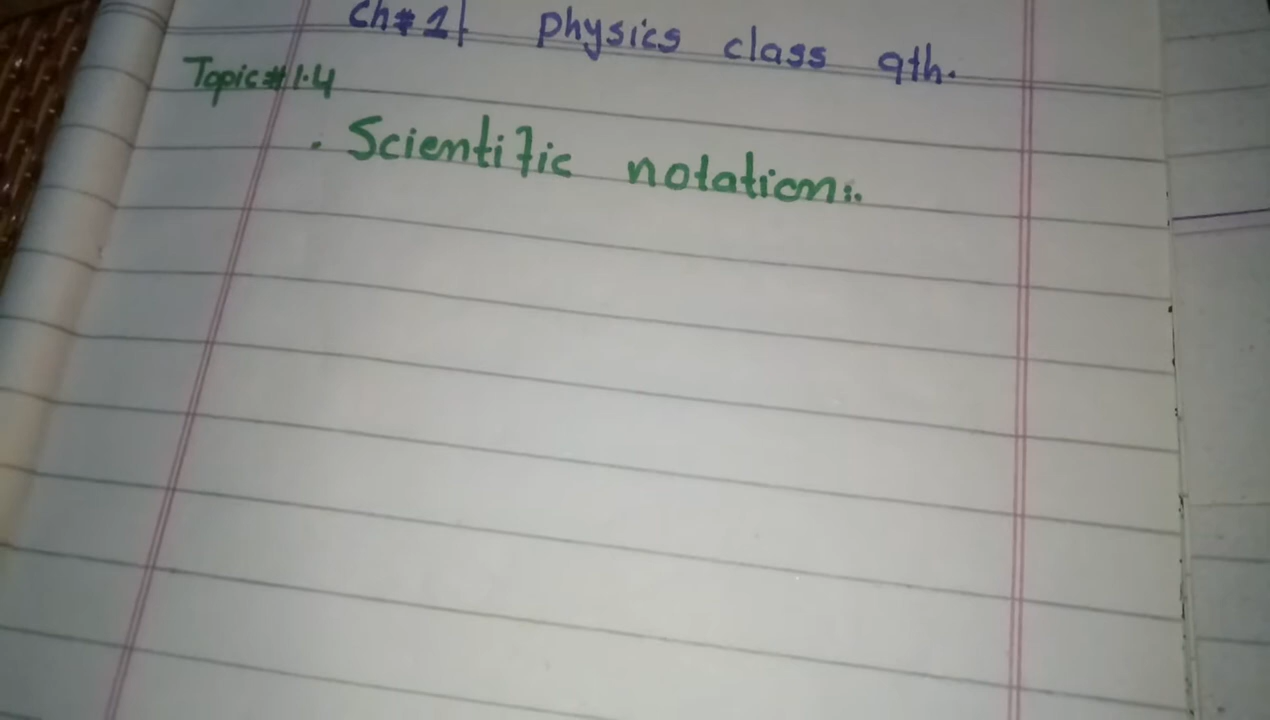 Ch# 1| Physics class 9th.
Topic#1.4
. Scientific notation:.